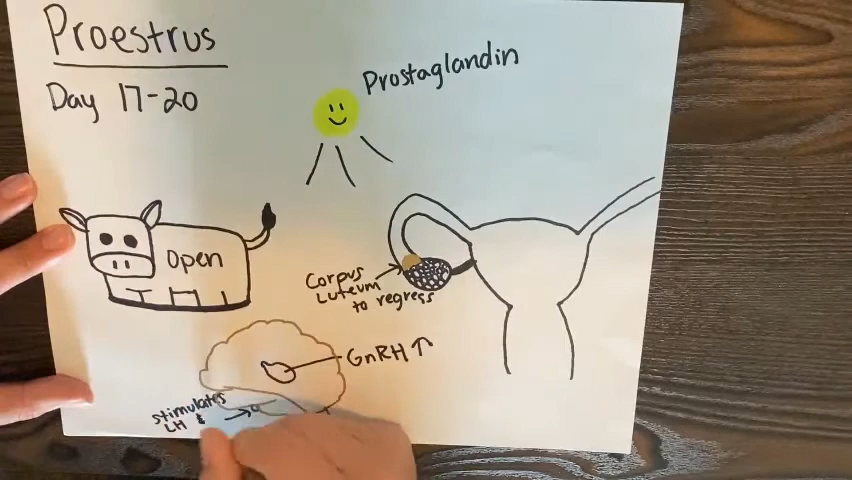 Proestrus
Day 17-20
Prostaglandin
Open
Corpus
Luteum
to regress
GnRH↑
stimulates
LH &